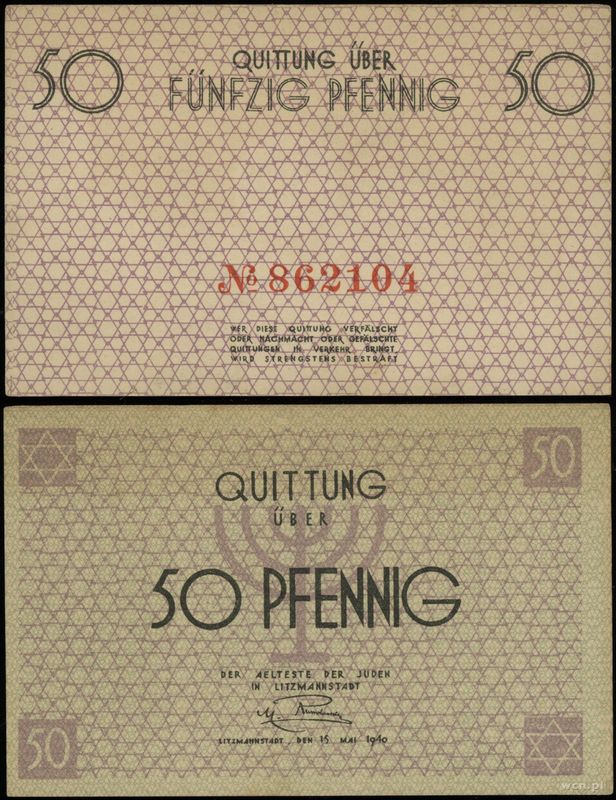 50 QUITTUNG ÜBER 50
FÜNFZIG PFENNIG
№ 862104
WER DIESE QUITTUNG VERFÄLSCHT
ODER NACHMACHT ODER GEFÄLSCHTE
QUITTUNGEN IN VERKEHR BRINGT,
WIRD STRENGSTENS BESTRAFT
50
QUITTUNG
ÜBER
50 PFENNIG
DER AELTESTE DER JUDEN
IN LITZMANNSTADT
LITZMANNSTADT, DEN 15 MAI 1940
50
wcn.pl